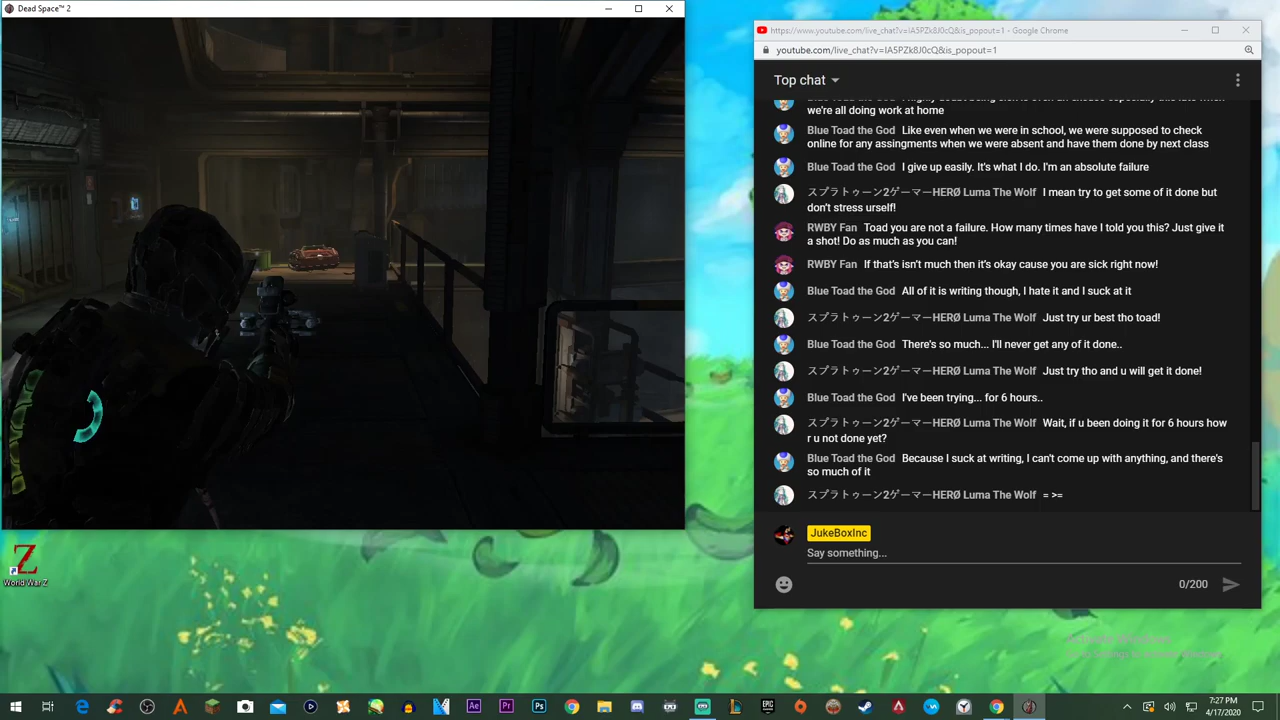 Dead Space™ 2
https://www.youtube.com/live_chat?v=IA5PZk8J0cQ&is_popout=1 - Google Chrome
youtube.com/live_chat?v=IA5PZk8J0cQ&is_popout=1
Top chat
we're all doing work at home
Blue Toad the God Like even when we were in school, we were supposed to check
online for any assingments when we were absent and have them done by next class
Blue Toad the God I give up easily. It's what I do. I'm an absolute failure
スプラトゥーン2ゲーマーHERØ Luma The Wolf I mean try to get some of it done but
don't stress urself!
RWBY Fan Toad you are not a failure. How many times have I told you this? Just give it
a shot! Do as much as you can!
RWBY Fan If that's isn't much then it's okay cause you are sick right now!
Blue Toad the God All of it is writing though, I hate it and I suck at it
スプラトゥーン2ゲーマーHERØ Luma The Wolf Just try ur best tho toad!
Blue Toad the God There's so much... I'll never get any of it done..
スプラトゥーン2ゲーマーHERØ Luma The Wolf Just try tho and u will get it done!
Blue Toad the God I've been trying... for 6 hours..
スプラトゥーン2ゲーマーHERØ Luma The Wolf Wait, if u been doing it for 6 hours how
r u not done yet?
Blue Toad the God Because I suck at writing, I can't come up with anything, and there's
so much of it
スプラトゥーン2ゲーマーHERØ Luma The Wolf = >=
JukeBoxInc
Say something...
0/200
Z
World War Z
Ae
Pr
Ps
EPIC
7:27 PM
4/17/2020